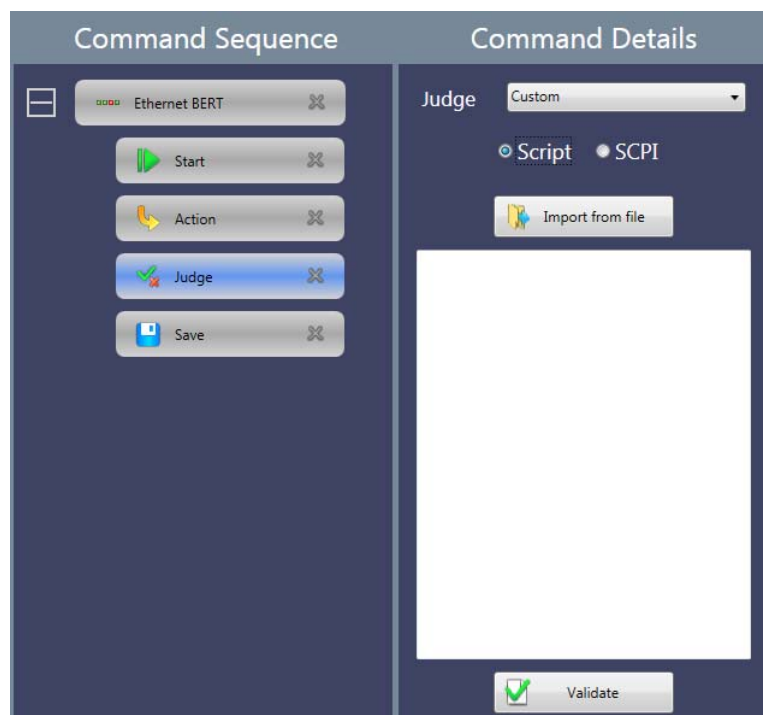 Command Sequence
Ethernet BERT
Start
Action
Judge
Save
Command Details
Judge
Custom
Script
SCPI
Import from file
Validate